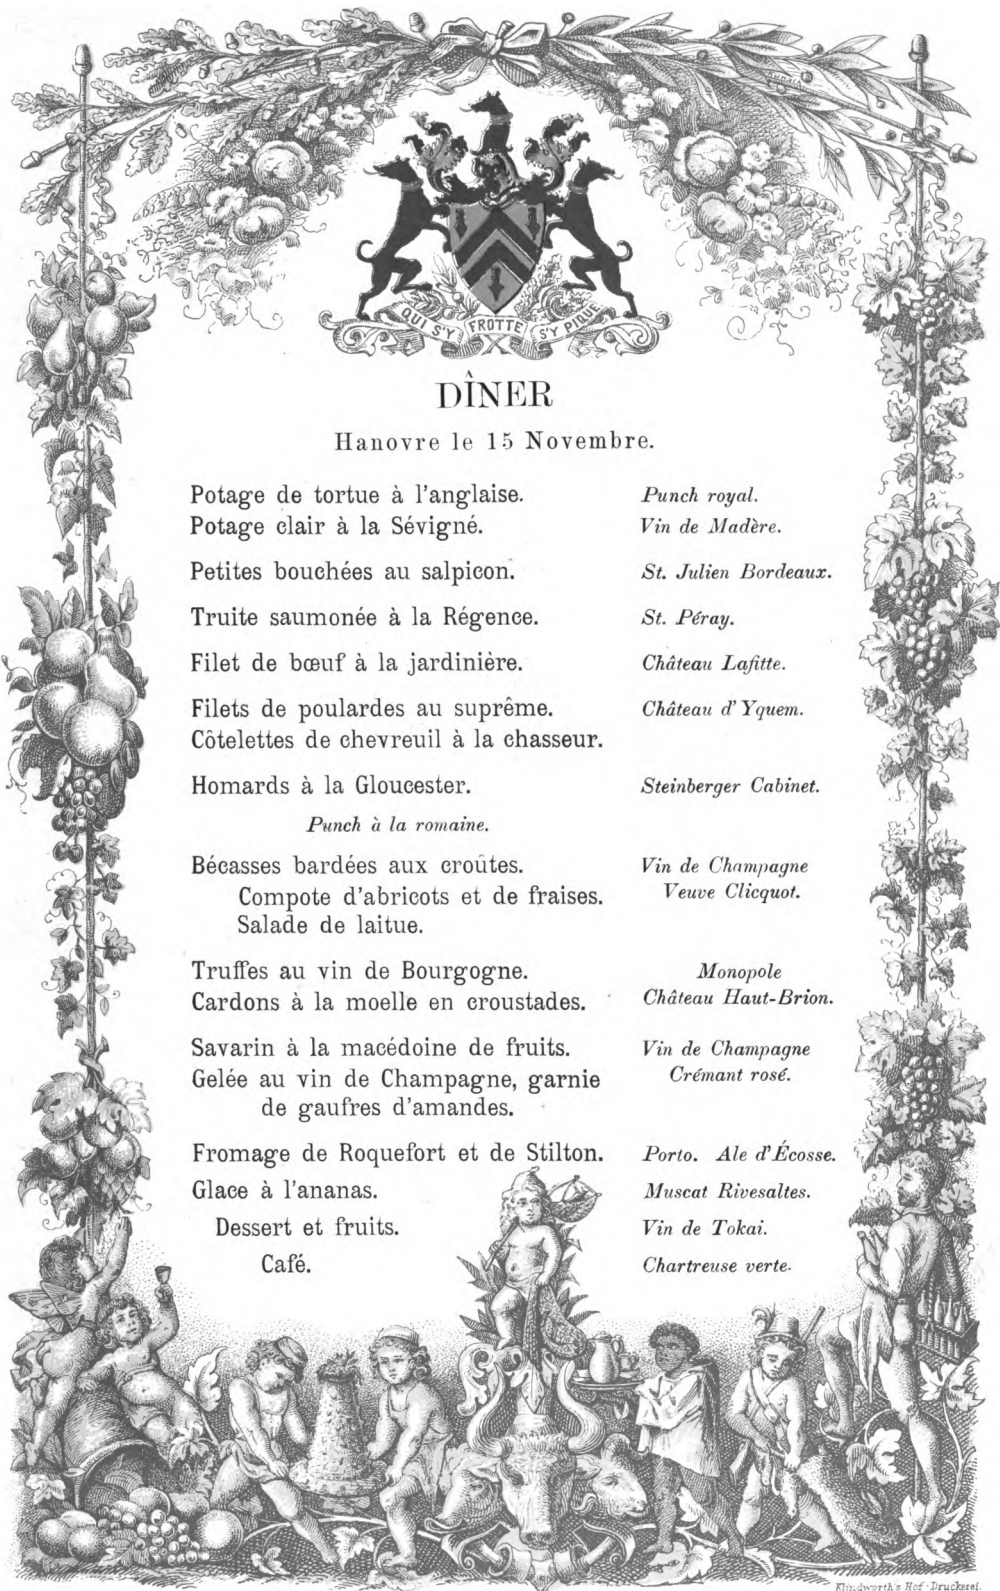 QUI S'Y FROTTE S'Y PIQUE
DÎNER
Hanovre le 15 Novembre.
Potage de tortue à l'anglaise. Punch royal.
Potage clair à la Sévigné. Vin de Madère.
Petites bouchées au salpicon. St. Julien Bordeaux.
Truite saumonée à la Régence. St. Péray.
Filet de bœuf à la jardinière. Château Lafitte.
Filets de poulardes au suprême. Château d'Yquem.
Côtelettes de chevreuil à la chasseur.
Homards à la Gloucester. Steinberger Cabinet.
Punch à la romaine.
Bécasses bardées aux croûtes. Vin de Champagne
Compote d'abricots et de fraises. Veuve Clicquot.
Salade de laitue.
Truffes au vin de Bourgogne. Monopole
Cardons à la moelle en croustades. Château Haut-Brion.
Savarin à la macédoine de fruits. Vin de Champagne
Gelée au vin de Champagne, garnie Crémant rosé.
de gaufres d'amandes.
Fromage de Roquefort et de Stilton. Porto. Ale d'Écosse.
Glace à l'ananas. Muscat Rivesaltes.
Dessert et fruits. Vin de Tokai.
Café. Chartreuse verte.
Klindworth's Hof-Druckerei.